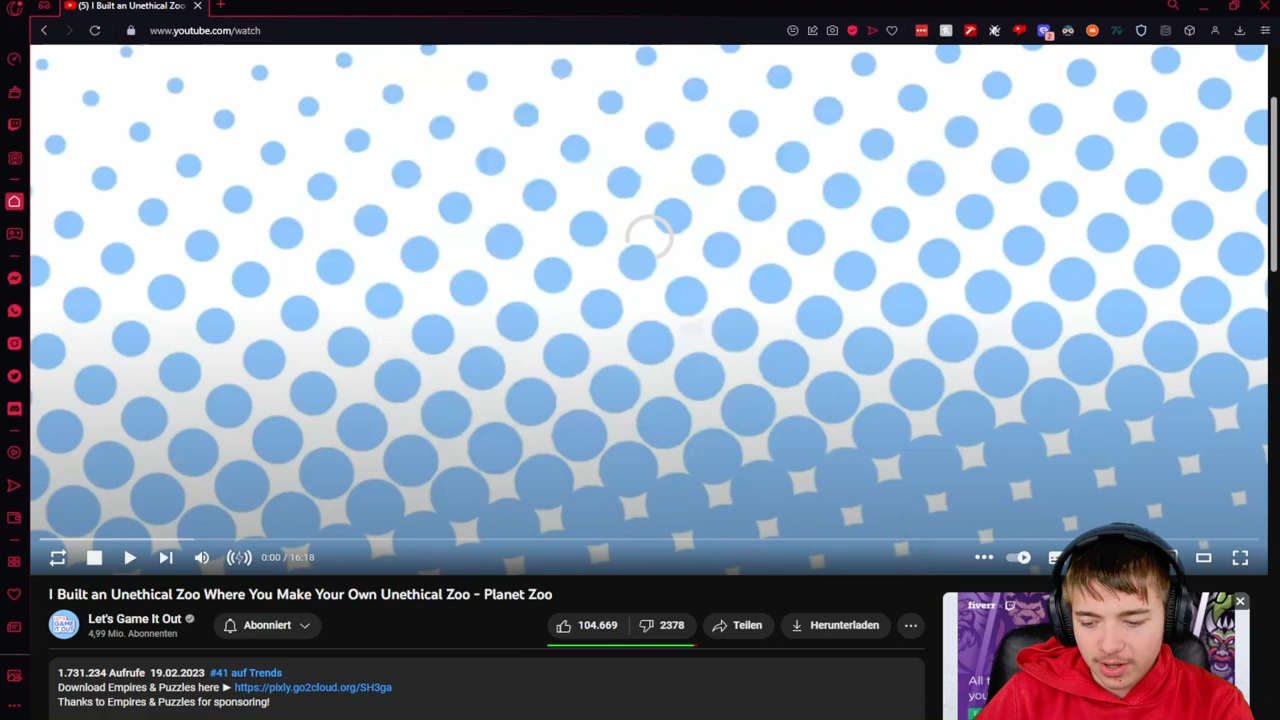 (5) I Built an Unethical Zoo
www.youtube.com/watch
2
0:00 / 16:18
I Built an Unethical Zoo Where You Make Your Own Unethical Zoo - Planet Zoo
Let's Game It Out
4,99 Mio. Abonnenten
Abonniert
104.669
2378
Teilen
Herunterladen
1.731.234 Aufrufe 19.02.2023 #41 auf Trends
Download Empires & Puzzles here ► https://pixly.go2cloud.org/SH3ga
Thanks to Empires & Puzzles for sponsoring!
fiverr